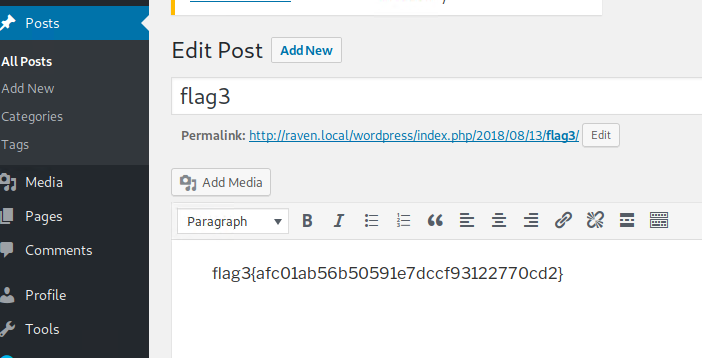 Posts
All Posts
Add New
Categories
Tags
Media
Pages
Comments
Profile
Tools
Edit Post Add New
flag3
Permalink: http://raven.local/wordpress/index.php/2018/08/13/flag3/ Edit
Add Media
Paragraph B I
flag3{afc01ab56b50591e7dccf93122770cd2}